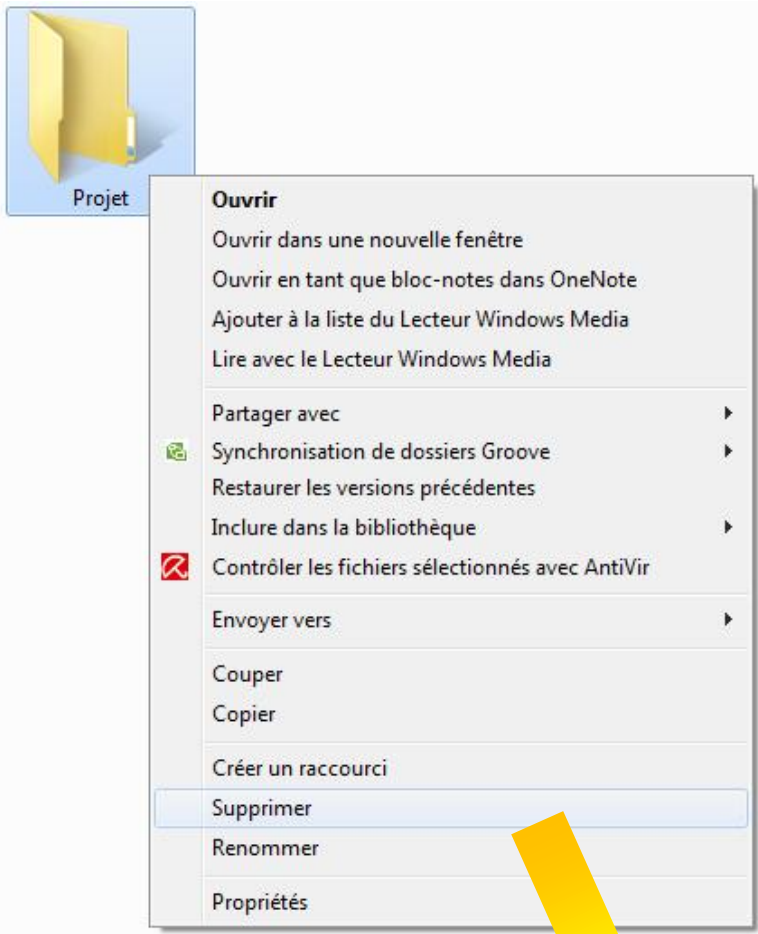 Projet
Ouvrir
Ouvrir dans une nouvelle fenêtre
Ouvrir en tant que bloc-notes dans OneNote
Ajouter à la liste du Lecteur Windows Media
Lire avec le Lecteur Windows Media
Partager avec
Synchronisation de dossiers Groove
Restaurer les versions précédentes
Inclure dans la bibliothèque
Contrôler les fichiers sélectionnés avec AntiVir
Envoyer vers
Couper
Copier
Créer un raccourci
Supprimer
Renommer
Propriétés